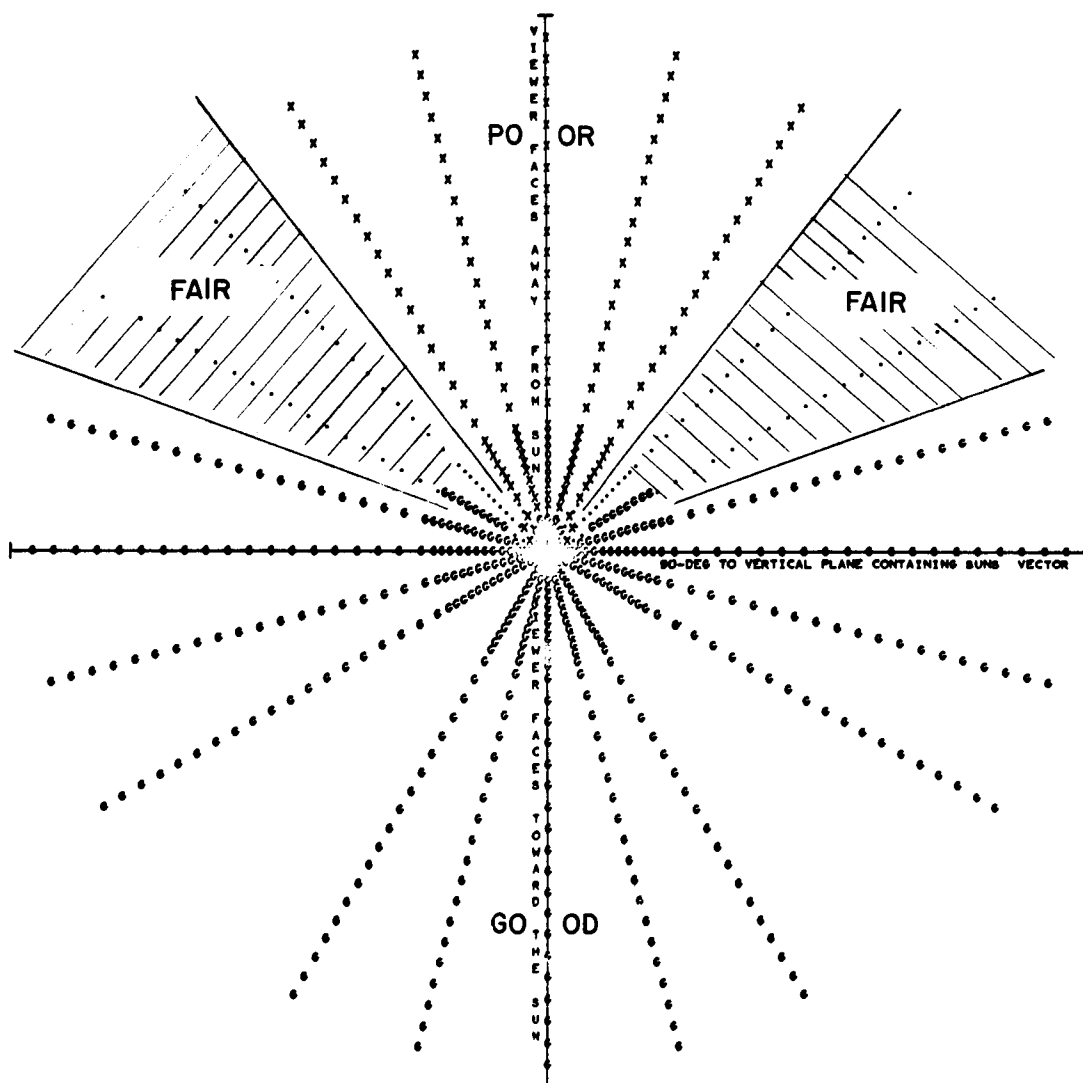 VIEWER FACES AWAY FROM SUN
PO OR
FAIR
FAIR
90-DEG TO VERTICAL PLANE CONTAINING SUNS VECTOR
VIEWER FACES TOWARD THE SUN
GO OD